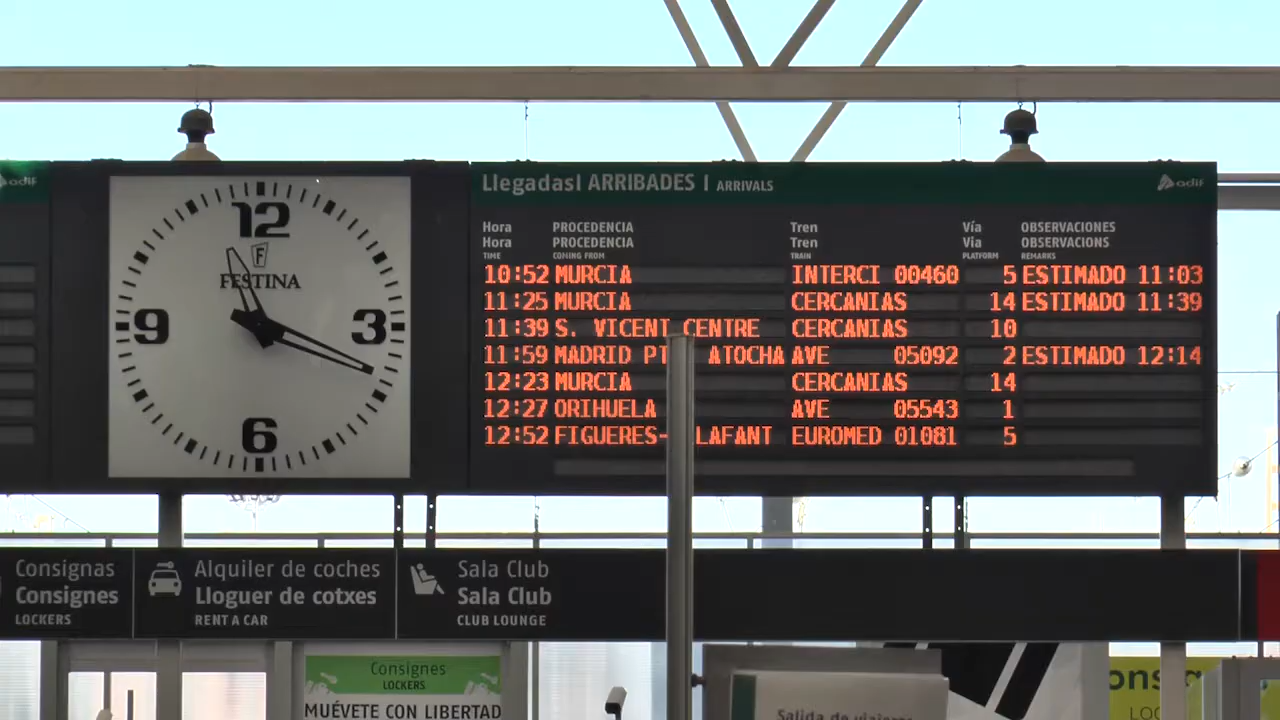 adif
12
F
FESTINA
9
3
6
Llegadas| ARRIBADES | ARRIVALS
adif
Hora PROCEDENCIA Tren Vía OBSERVACIONES
Hora PROCEDENCIA Tren Via OBSERVACIONS
TIME COMING FROM TRAIN PLATFORM REMARKS
10:52 MURCIA INTERCI 00460 5 ESTIMADO 11:03
11:25 MURCIA CERCANIAS 14 ESTIMADO 11:39
11:39 S. VICENT CENTRE CERCANIAS 10
11:59 MADRID ATOCHA AVE 05092 2 ESTIMADO 12:14
12:23 MURCIA CERCANIAS 14
12:27 ORIHUELA AVE 05543 1
12:52 FIGUERES- LAFANT EUROMED 01081 5
Consignas
Consignes
LOCKERS
Alquiler de coches
Lloguer de cotxes
RENT A CAR
Sala Club
Sala Club
CLUB LOUNGE
Consignes
LOCKERS
MUÉVETE CON LIBERTAD
Salida de viajeros